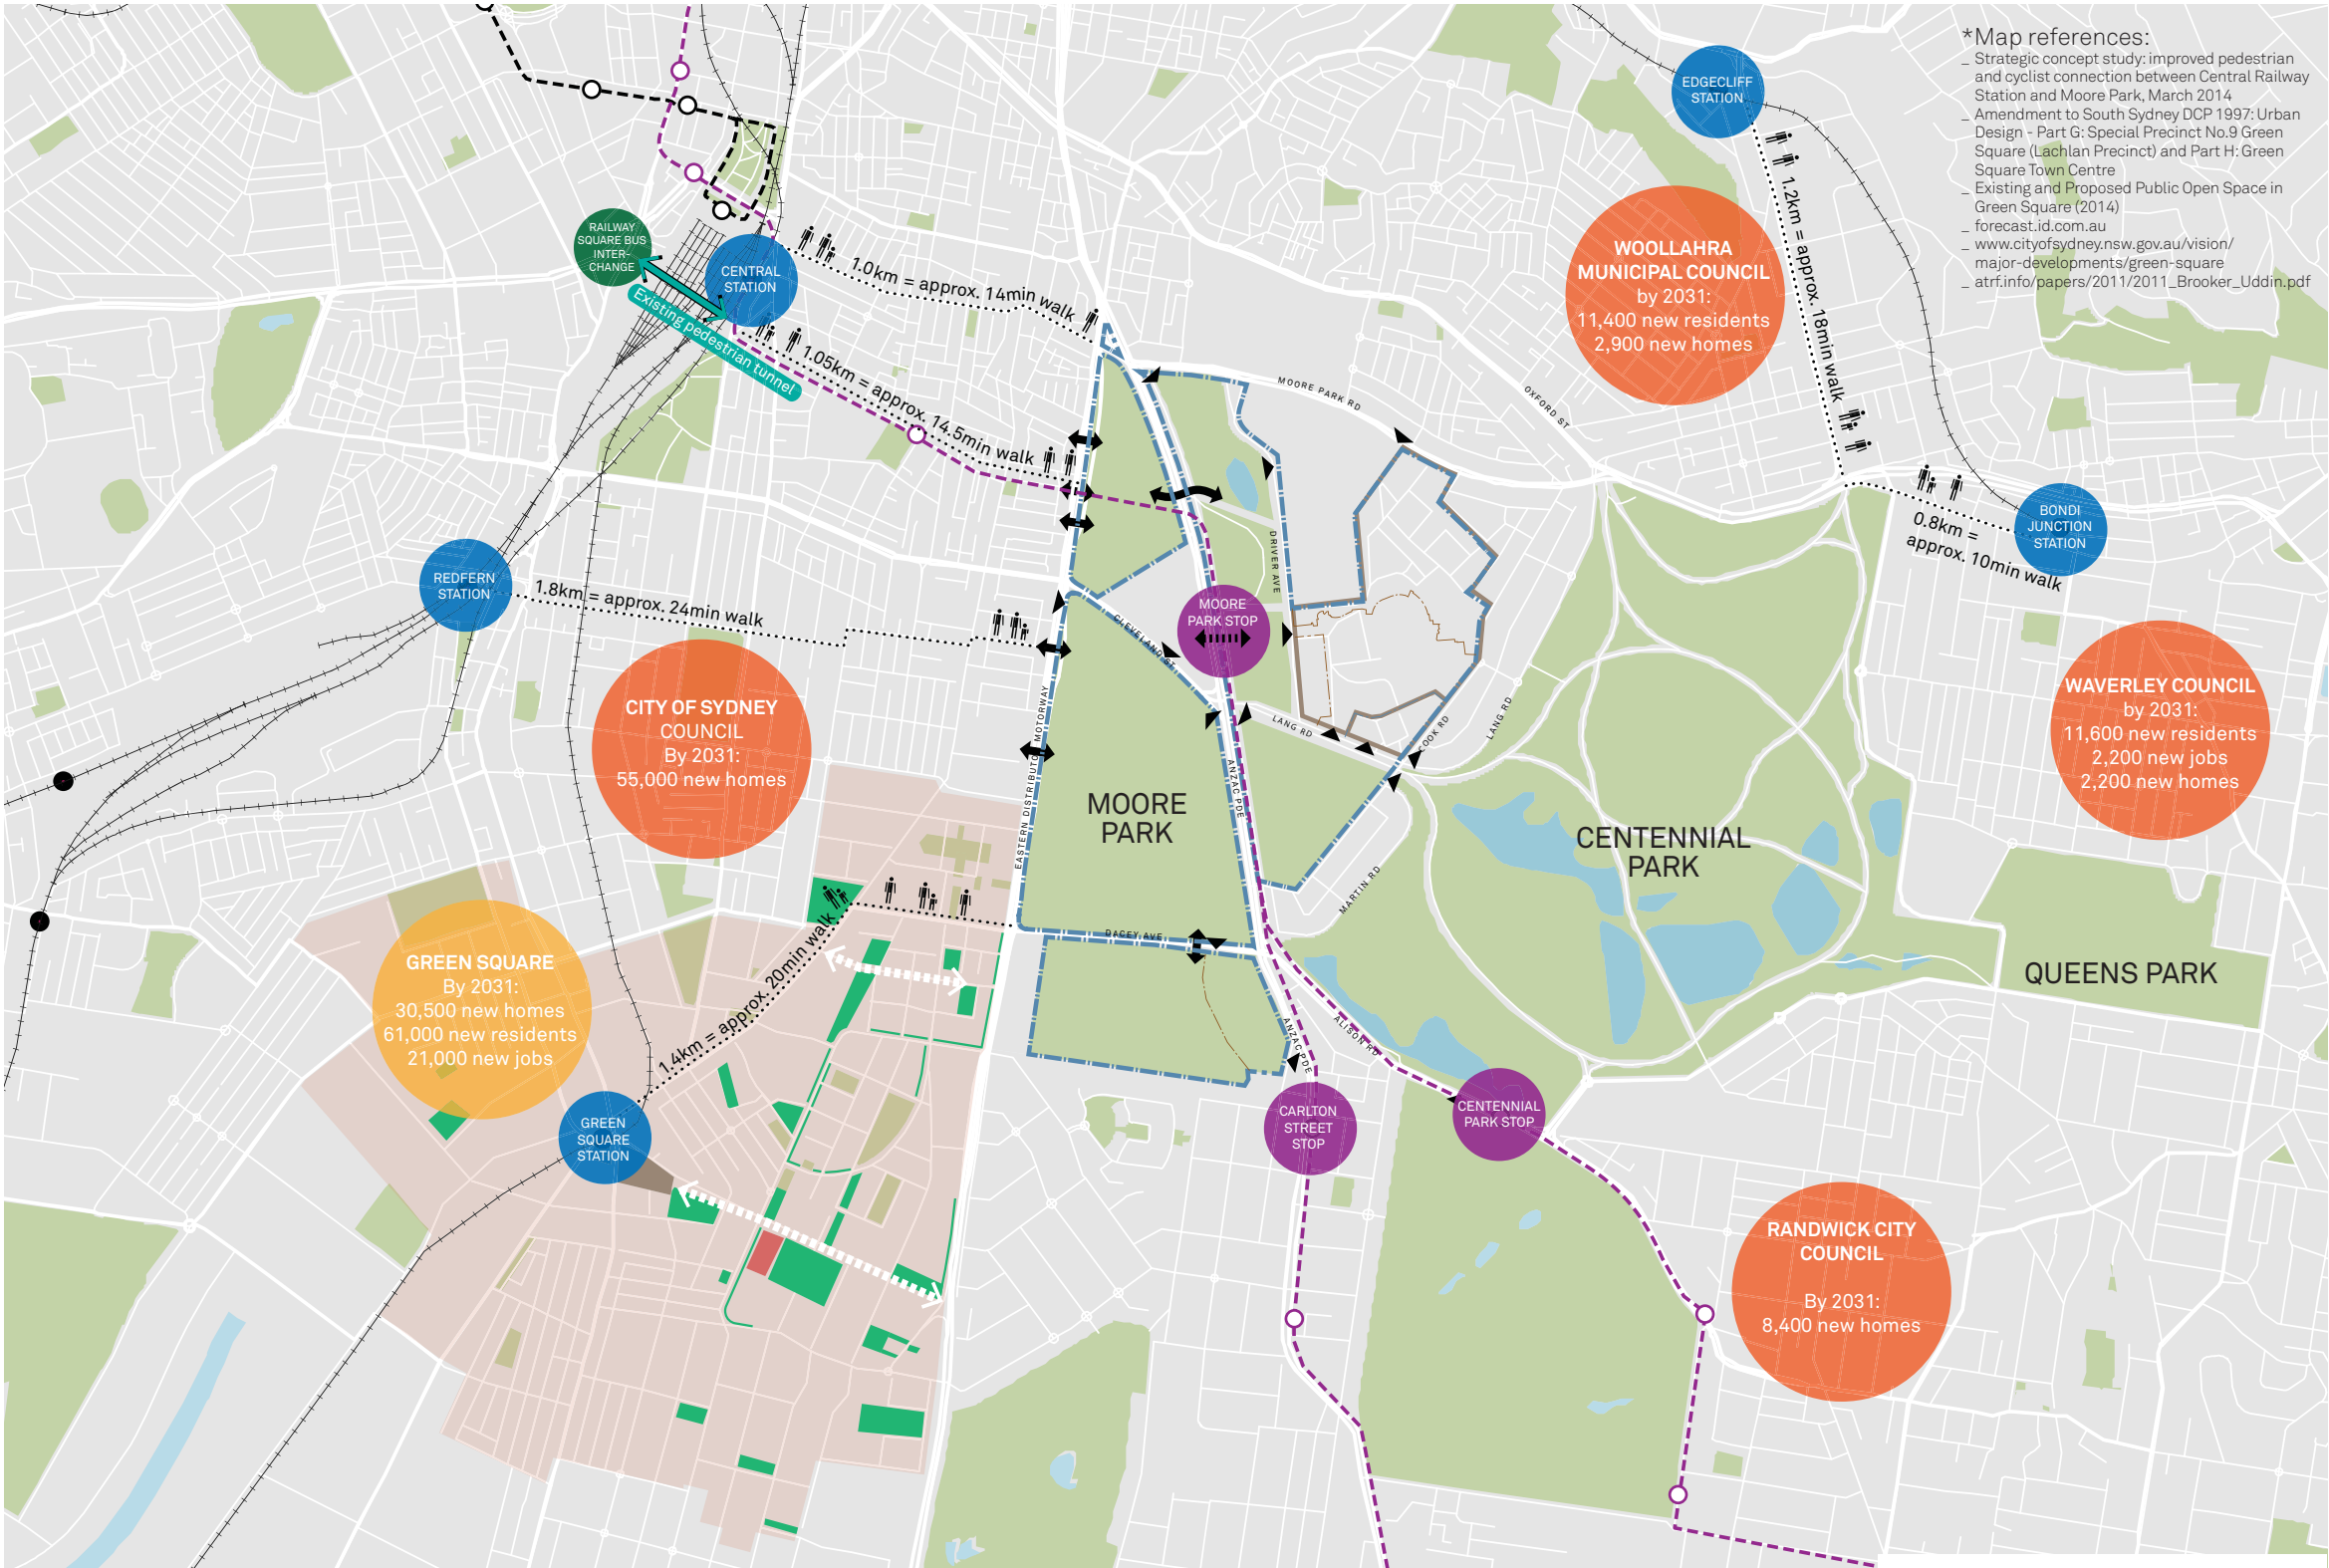 *Map references:
_ Strategic concept study: improved pedestrian
and cyclist connection between Central Railway
Station and Moore Park, March 2014
_ Amendment to South Sydney DCP 1997: Urban
Design - Part G: Special Precinct No.9 Green
Square (Lachlan Precinct) and Part H: Green
Square Town Centre
_ Existing and Proposed Public Open Space in
Green Square (2014)
_ forecast.id.com.au
_ www.cityofsydney.nsw.gov.au/vision/
major-developments/green-square
_ atrf.info/papers/2011/2011_Brooker_Uddin.pdf
EDGECLIFF
STATION
1.2km = approx. 18min walk
WOOLLAHRA
MUNICIPAL COUNCIL
by 2031:
11,400 new residents
2,900 new homes
RAILWAY
SQUARE BUS
INTER-
CHANGE
CENTRAL
STATION
Existing pedestrian tunnel
1.0km = approx. 14min walk
1.05km = approx. 14.5min walk
MOORE PARK RD
OXFORD ST
BONDI
JUNCTION
STATION
0.8km =
approx. 10min walk
REDFERN
STATION
1.8km = approx. 24min walk
DRIVER AVE
MOORE
PARK STOP
CLEVELAND ST
CITY OF SYDNEY
COUNCIL
By 2031:
55,000 new homes
WAVERLEY COUNCIL
by 2031:
11,600 new residents
2,200 new jobs
2,200 new homes
EASTERN DISTRIBUTOR MOTORWAY
LANG RD
COOK RD
LANG RD
ANZAC PDE
MOORE
PARK
CENTENNIAL
PARK
MARTIN RD
DACEY AVE
QUEENS PARK
GREEN SQUARE
By 2031:
30,500 new homes
61,000 new residents
21,000 new jobs
1.4km = approx. 20min walk
ANZAC PDE
ALISON RD
GREEN
SQUARE
STATION
CARLTON
STREET
STOP
CENTENNIAL
PARK STOP
RANDWICK CITY
COUNCIL
By 2031:
8,400 new homes